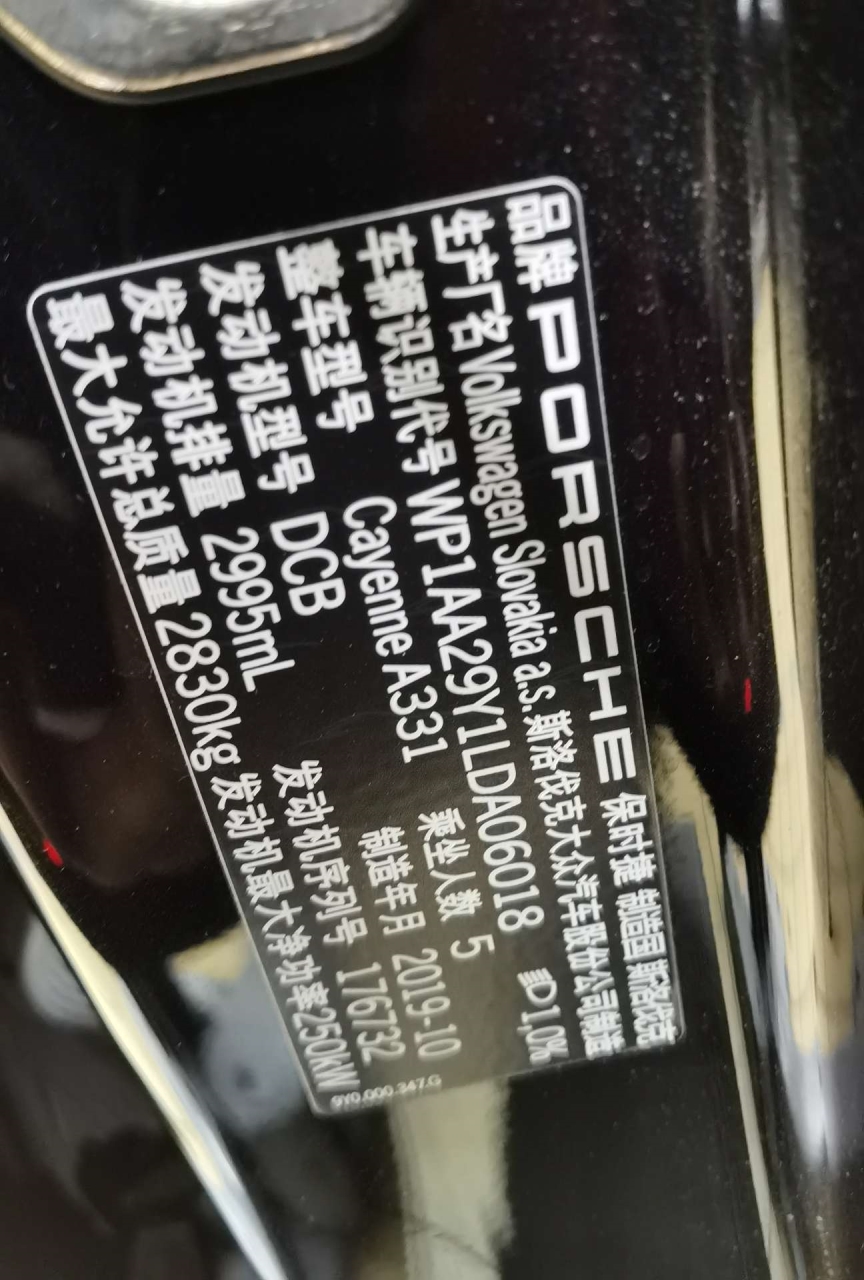 品牌 PORSCHE 保时捷 制造国 斯洛伐克
生产厂名 Volkswagen Slovakia a.s. 斯洛伐克大众汽车股份公司制造
车辆识别代号 WP1AA29Y1LDA06018 1,0%
整车型号 Cayenne A331 乘坐人数 5
发动机型号 DCB 制造年月 2019-10
发动机排量 2995mL 发动机序列号 176732
最大允许总质量 2830kg 发动机最大净功率 250kW
9Y0.000.347.G